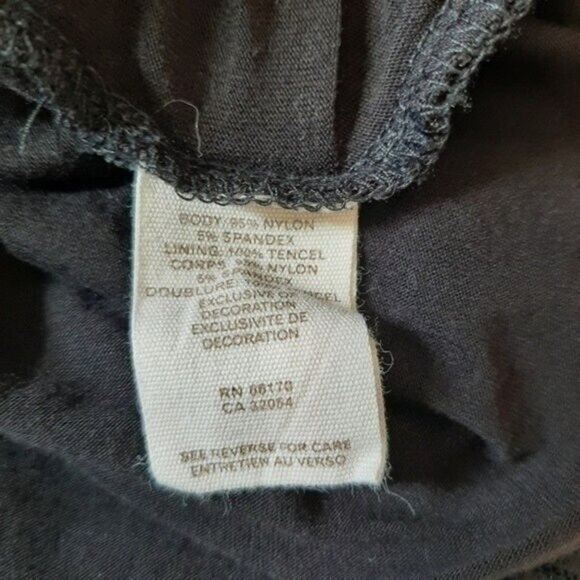 BODY: 95% NYLON
5% SPANDEX
LINING: 100% TENCEL
CORPS: 95% NYLON
5% SPANDEX
DOUBLURE:
EXCLUSIVE OF
DECORATION
EXCLUSIVITE DE
DECORATION
RN 66170
CA 32054
SEE REVERSE FOR CARE
ENTRETIEN AU VERSO